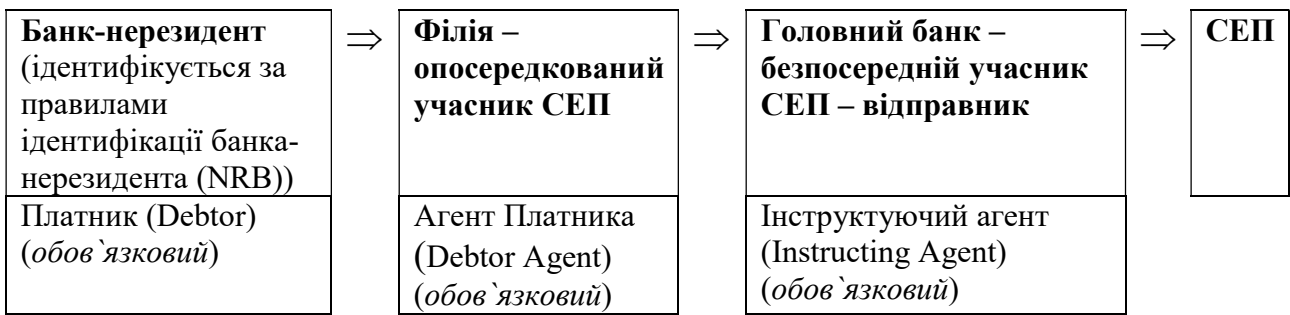 Банк-нерезидент
(ідентифікується за
правилами
ідентифікації банка-
нерезидента (NRB))
Платник (Debtor)
(обов`язковий)
⇒
Філія –
опосередкований
учасник СЕП
Агент Платника
(Debtor Agent)
(обов`язковий)
⇒
Головний банк –
безпосередній учасник
СЕП – відправник
Інструктуючий агент
(Instructing Agent)
(обов`язковий)
⇒
СЕП